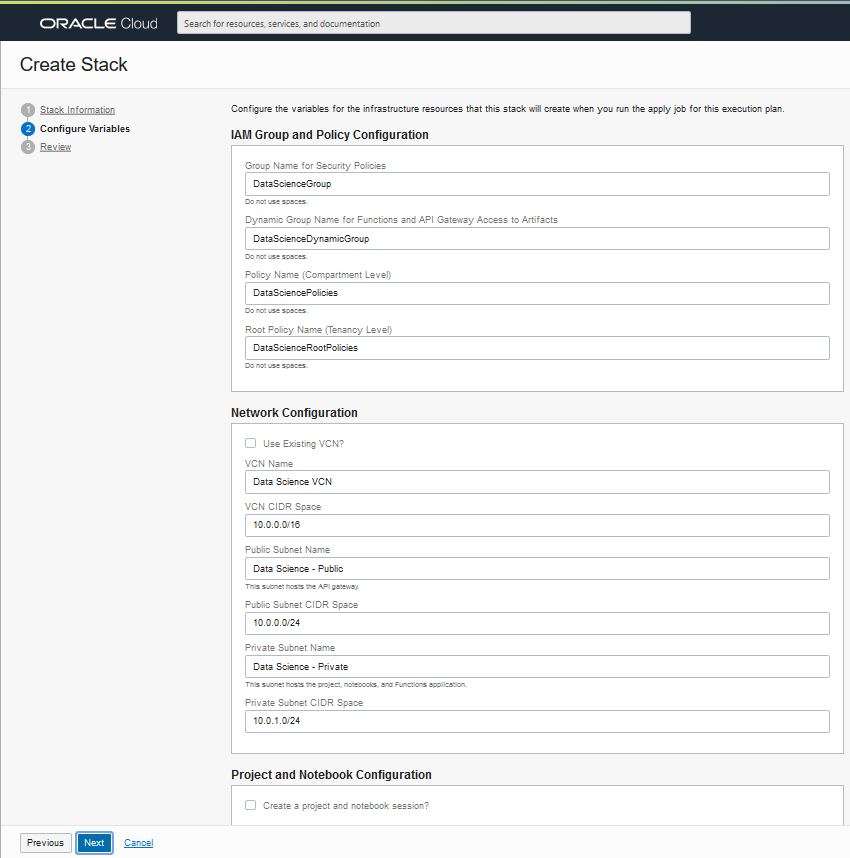 ORACLE Cloud
Search for resources, services, and documentation
Create Stack
1 Stack Information
2 Configure Variables
3 Review
Configure the variables for the infrastructure resources that this stack will create when you run the apply job for this execution plan.
IAM Group and Policy Configuration
Group Name for Security Policies
DataScienceGroup
Do not use spaces.
Dynamic Group Name for Functions and API Gateway Access to Artifacts
DataScienceDynamicGroup
Do not use spaces.
Policy Name (Compartment Level)
DataSciencePolicies
Do not use spaces.
Root Policy Name (Tenancy Level)
DataScienceRootPolicies
Do not use spaces.
Network Configuration
Use Existing VCN?
VCN Name
Data Science VCN
VCN CIDR Space
10.0.0.0/16
Public Subnet Name
Data Science - Public
This subnet hosts the API gateway.
Public Subnet CIDR Space
10.0.0.0/24
Private Subnet Name
Data Science - Private
This subnet hosts the project, notebooks, and Functions application.
Private Subnet CIDR Space
10.0.1.0/24
Project and Notebook Configuration
Create a project and notebook session?
Previous Next Cancel